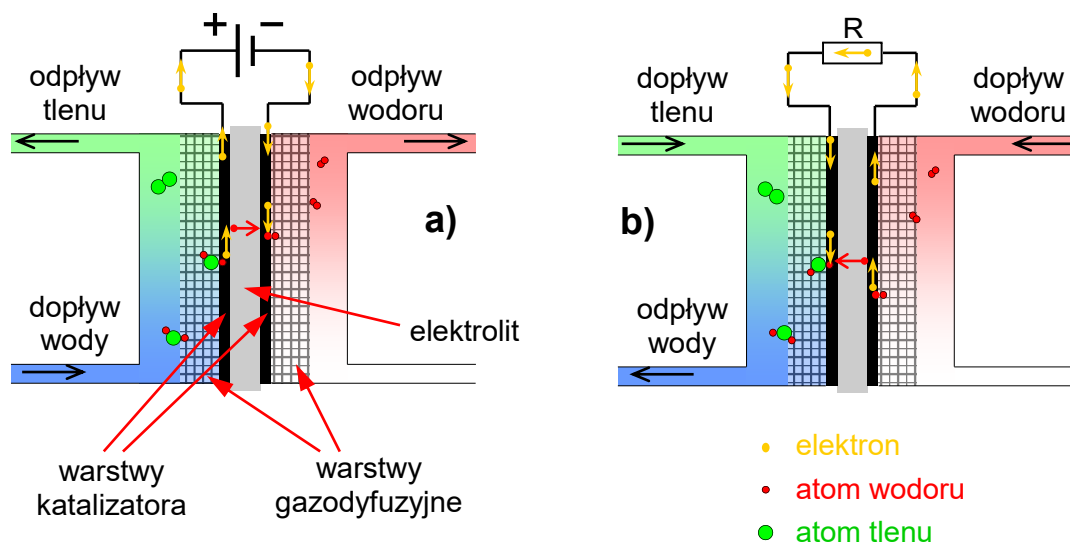 + −
R
odpływ
tlenu
odpływ
wodoru
dopływ
tlenu
dopływ
wodoru
a)
b)
dopływ
wody
elektrolit
odpływ
wody
warstwy
katalizatora
warstwy
gazodyfuzyjne
elektron
atom wodoru
atom tlenu